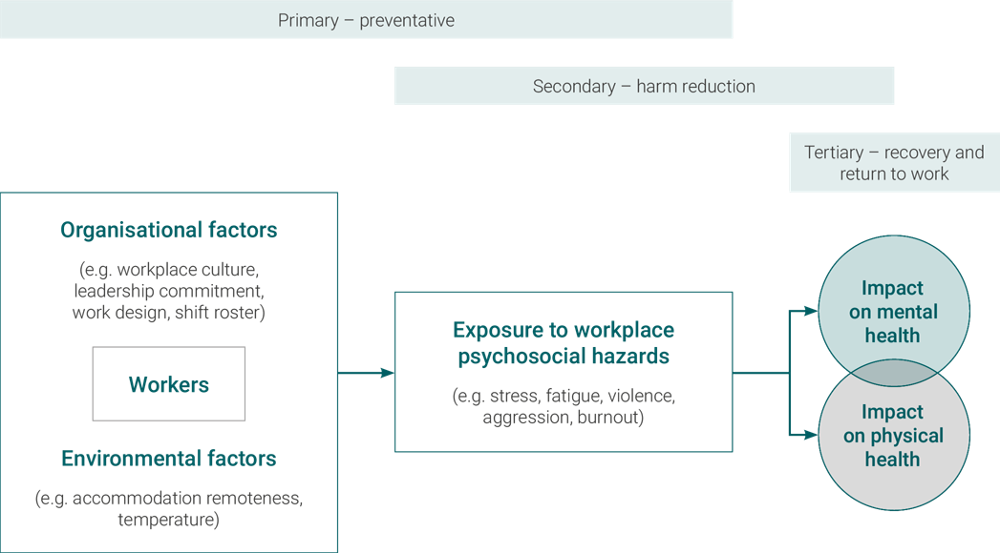 Primary – preventative
Secondary – harm reduction
Tertiary – recovery and
return to work
Organisational factors
(e.g. workplace culture,
leadership commitment,
work design, shift roster)
Workers
Environmental factors
(e.g. accommodation remoteness,
temperature)
Exposure to workplace
psychosocial hazards
(e.g. stress, fatigue, violence,
aggression, burnout)
Impact
on mental
health
Impact
on physical
health